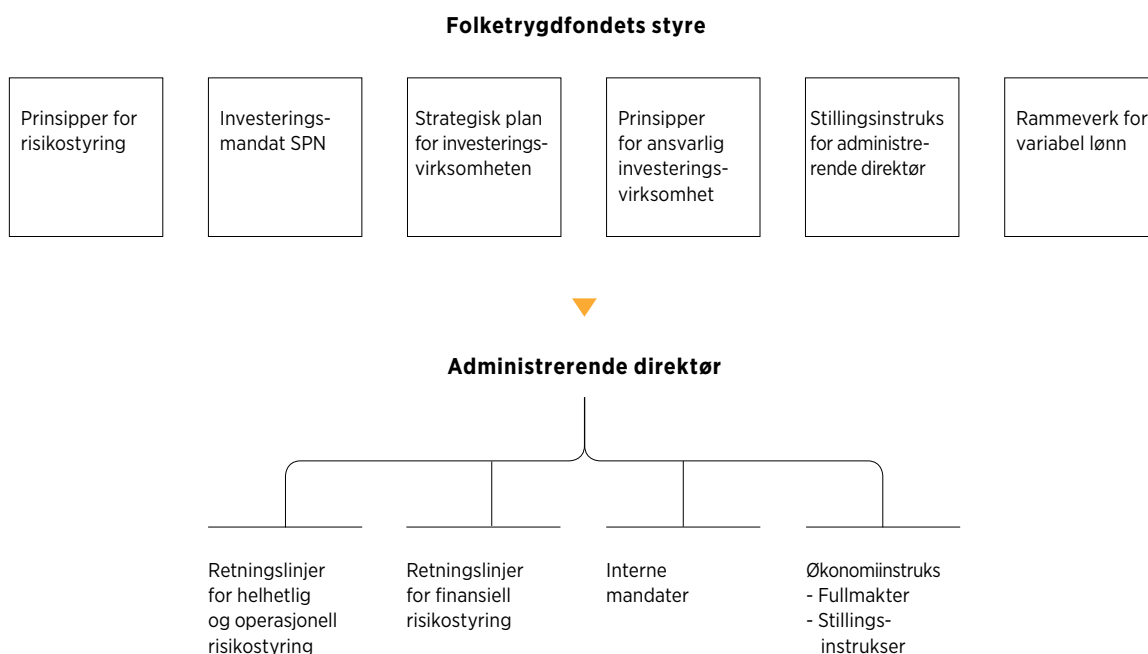 Folketrygdfondets styre
Prinsipper for
risikostyring
Investerings-
mandat SPN
Strategisk plan
for investerings-
virksomheten
Prinsipper
for ansvarlig
investerings-
virksomhet
Stillingsinstruks
for administre-
rende direktør
Rammeverk for
variabel lønn
Administrerende direktør
Retningslinjer
for helhetlig
og operasjonell
risikostyring
Retningslinjer
for finansiell
risikostyring
Interne
mandater
Økonomiinstruks
- Fullmakter
- Stillings-
instrukser